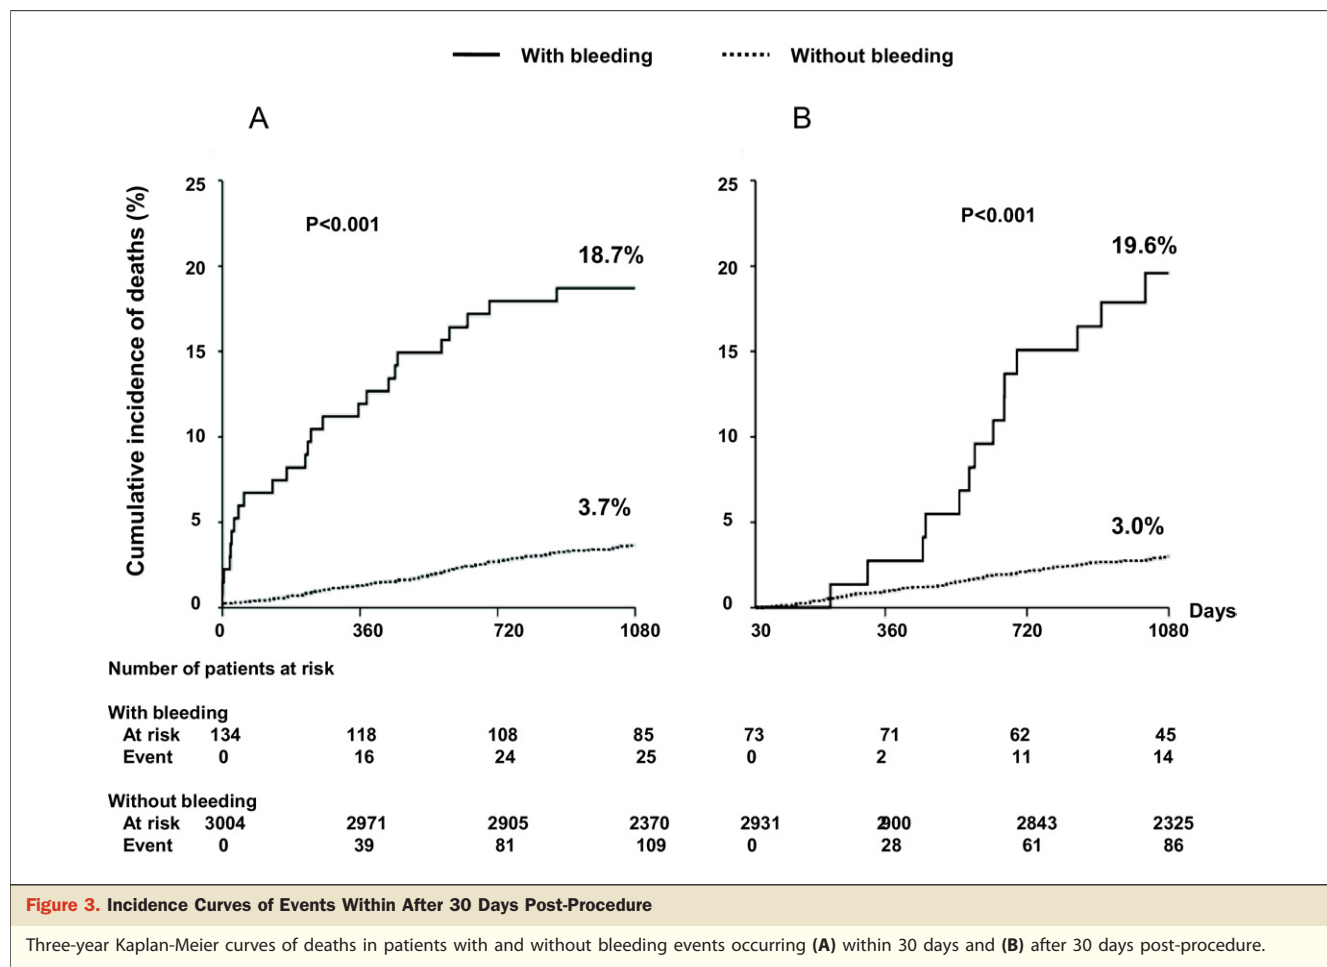 With bleeding Without bleeding
A B
Cumulative incidence of deaths (%)
25
20
15
10
5
0
P<0.001
18.7%
3.7%
0 360 720 1080
25
20
15
10
5
0
P<0.001
19.6%
3.0%
Days
30 360 720 1080
Number of patients at risk
With bleeding
At risk 134 118 108 85 73 71 62 45
Event 0 16 24 25 0 2 11 14
Without bleeding
At risk 3004 2971 2905 2370 2931 2900 2843 2325
Event 0 39 81 109 0 28 61 86
Figure 3. Incidence Curves of Events Within After 30 Days Post-Procedure
Three-year Kaplan-Meier curves of deaths in patients with and without bleeding events occurring (A) within 30 days and (B) after 30 days post-procedure.